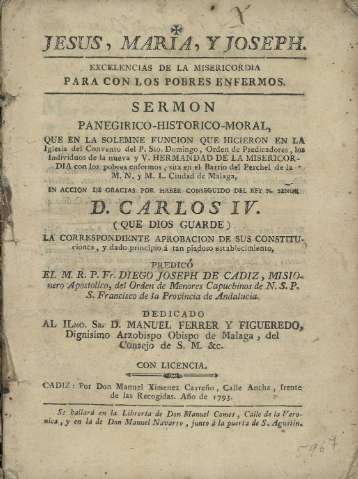 JESUS, MARIA, Y JOSEPH.
EXCELENCIAS DE LA MISERICORDIA
PARA CON LOS POBRES ENFERMOS.
SERMON
PANEGIRICO-HISTORICO-MORAL,
QUE EN LA SOLEMNE FUNCION QUE HICIERON EN LA
Iglesia del Convento del P. Sto. Domingo, Orden de Predicadores, los
Individuos de la nueva y V. HERMANDAD DE LA MISERICOR-
DIA con los pobres enfermos, sita en el Barrio del Perchel de la
M. N. y M. L. Ciudad de Malaga,
EN ACCION DE GRACIAS POR HABER CONSEGUIDO DEL REY N. SEÑOR
D. CARLOS IV.
(QUE DIOS GUARDE)
LA CORRESPONDIENTE APROBACION DE SUS CONSTITU-
ciones, y dado principio á tan piadoso establecimiento,
PREDICÓ
EL M. R. P. Fr. DIEGO JOSEPH DE CADIZ, MISIO-
nero Apostolico, del Orden de Menores Capuchinos de N. S. P.
S. Francisco de la Provincia de Andalucia.
DEDICADO
AL ILMO. SR. D. MANUEL FERRER Y FIGUEREDO,
Dignisimo Arzobispo Obispo de Malaga, del
Consejo de S. M. &c.
CON LICENCIA.
CADIZ: Por Don Manuel Ximenez Carreño, Calle Ancha, frente
de las Recogidas. Año de 1793.
Se hallará en la Libreria de Don Manuel Comes, Calle de la Vero-
nica, y en la de Don Manuel Navarro, junto á la puerta de S. Agustin.